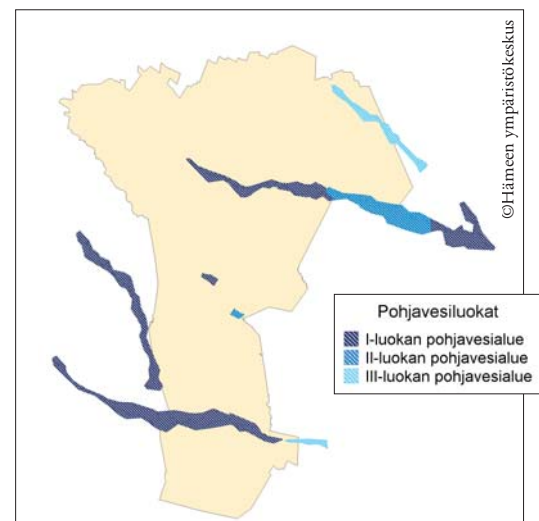 ©Hämeen ympäristökeskus
Pohjavesiluokat
I-luokan pohjavesialue
II-luokan pohjavesialue
III-luokan pohjavesialue